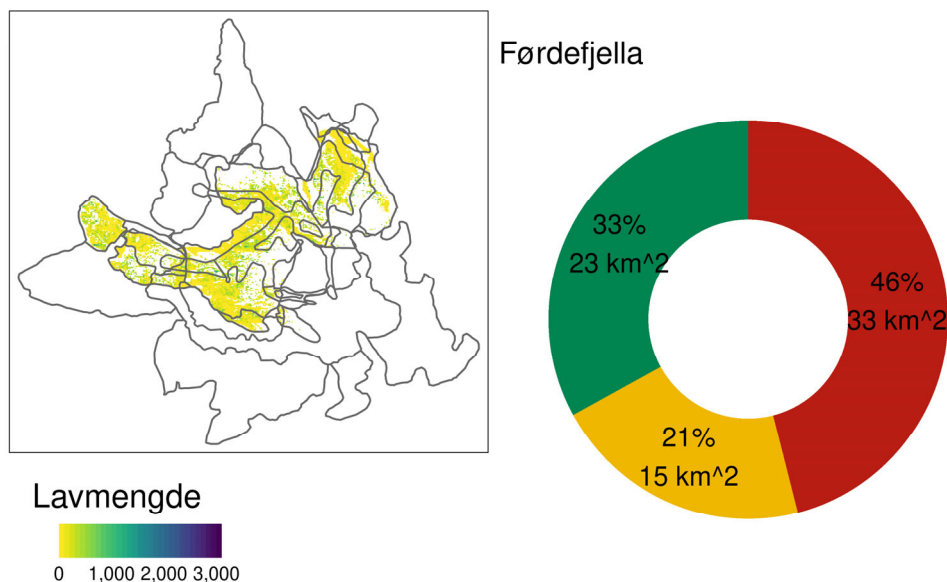 Førdefjella
33%
23 km^2
46%
33 km^2
21%
15 km^2
Lavmengde
0 1,000 2,000 3,000